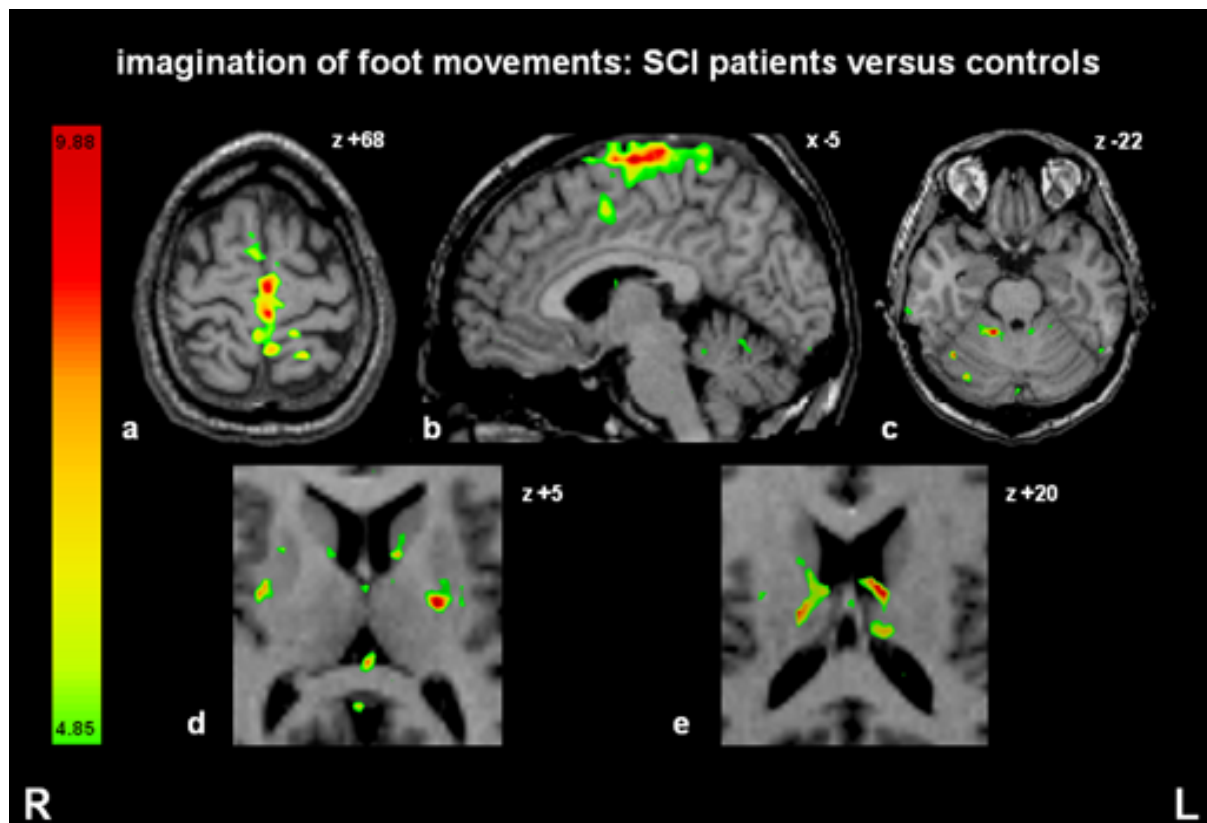 imagination of foot movements: SCI patients versus controls
9.88
z +68
x -5
z -22
a
b
c
z +5
z +20
4.85
d
e
R
L